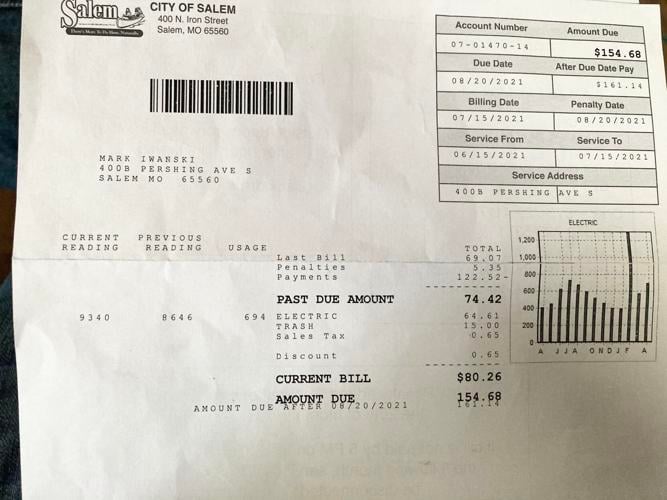 Salem
There's More To Do Here, Naturally.
CITY OF SALEM
400 N. Iron Street
Salem, MO 65560
Account Number Amount Due
07-01470-14 $154.68
Due Date After Due Date Pay
08/20/2021 $161.14
Billing Date Penalty Date
07/15/2021 08/20/2021
Service From Service To
06/15/2021 07/15/2021
Service Address
400B PERSHING AVE S
MARK IWANSKI
400B PERSHING AVE S
SALEM MO 65560
CURRENT PREVIOUS
READING READING USAGE TOTAL
Last Bill 69.07
Penalties 5.35
Payments 122.52-
PAST DUE AMOUNT 74.42
9340 8646 694 ELECTRIC 64.61
TRASH 15.00
Sales Tax 0.65
Discount 0.65
CURRENT BILL $80.26
AMOUNT DUE 154.68
AMOUNT DUE AFTER 08/20/2021 161.14
ELECTRIC
1,200
1,000
800
600
400
200
0
A J J A O N D J F A